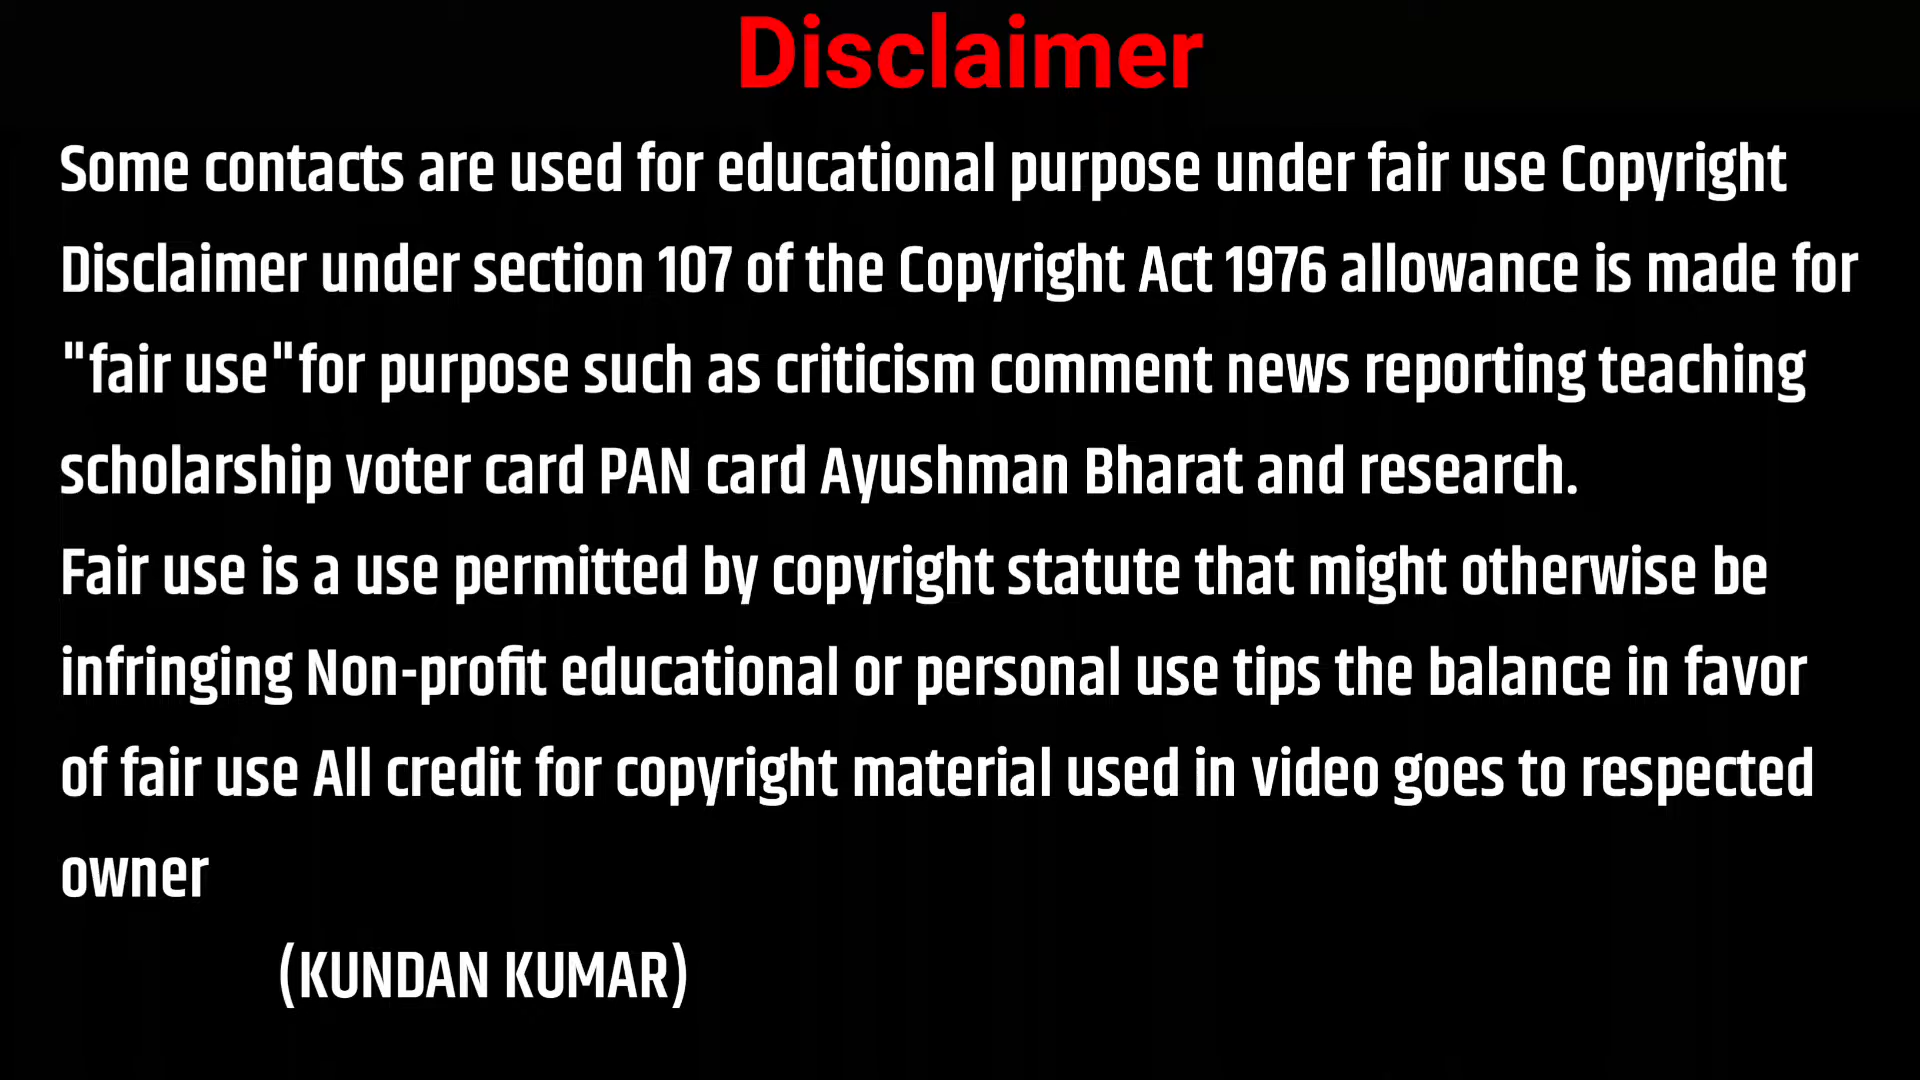 Disclaimer
Some contacts are used for educational purpose under fair use Copyright
Disclaimer under section 107 of the Copyright Act 1976 allowance is made for
"fair use"for purpose such as criticism comment news reporting teaching
scholarship voter card PAN card Ayushman Bharat and research.
Fair use is a use permitted by copyright statute that might otherwise be
infringing Non-profit educational or personal use tips the balance in favor
of fair use All credit for copyright material used in video goes to respected
owner
(KUNDAN KUMAR)